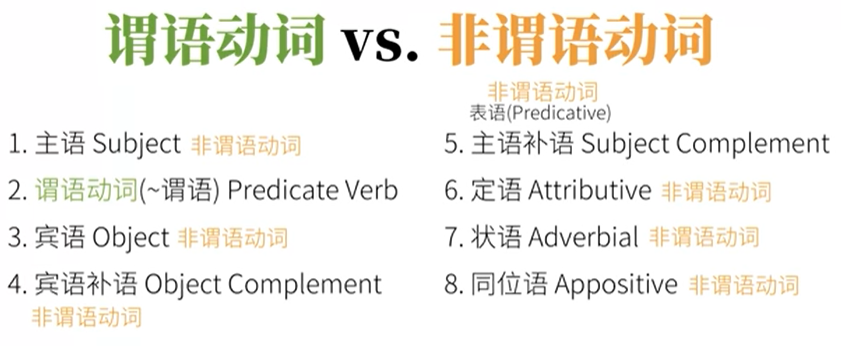 谓语动词 vs. 非谓语动词
1. 主语 Subject 非谓语动词
2. 谓语动词(~谓语) Predicate Verb
3. 宾语 Object 非谓语动词
4. 宾语补语 Object Complement
非谓语动词
非谓语动词
表语(Predicative)
5. 主语补语 Subject Complement
6. 定语 Attributive 非谓语动词
7. 状语 Adverbial 非谓语动词
8. 同位语 Appositive 非谓语动词